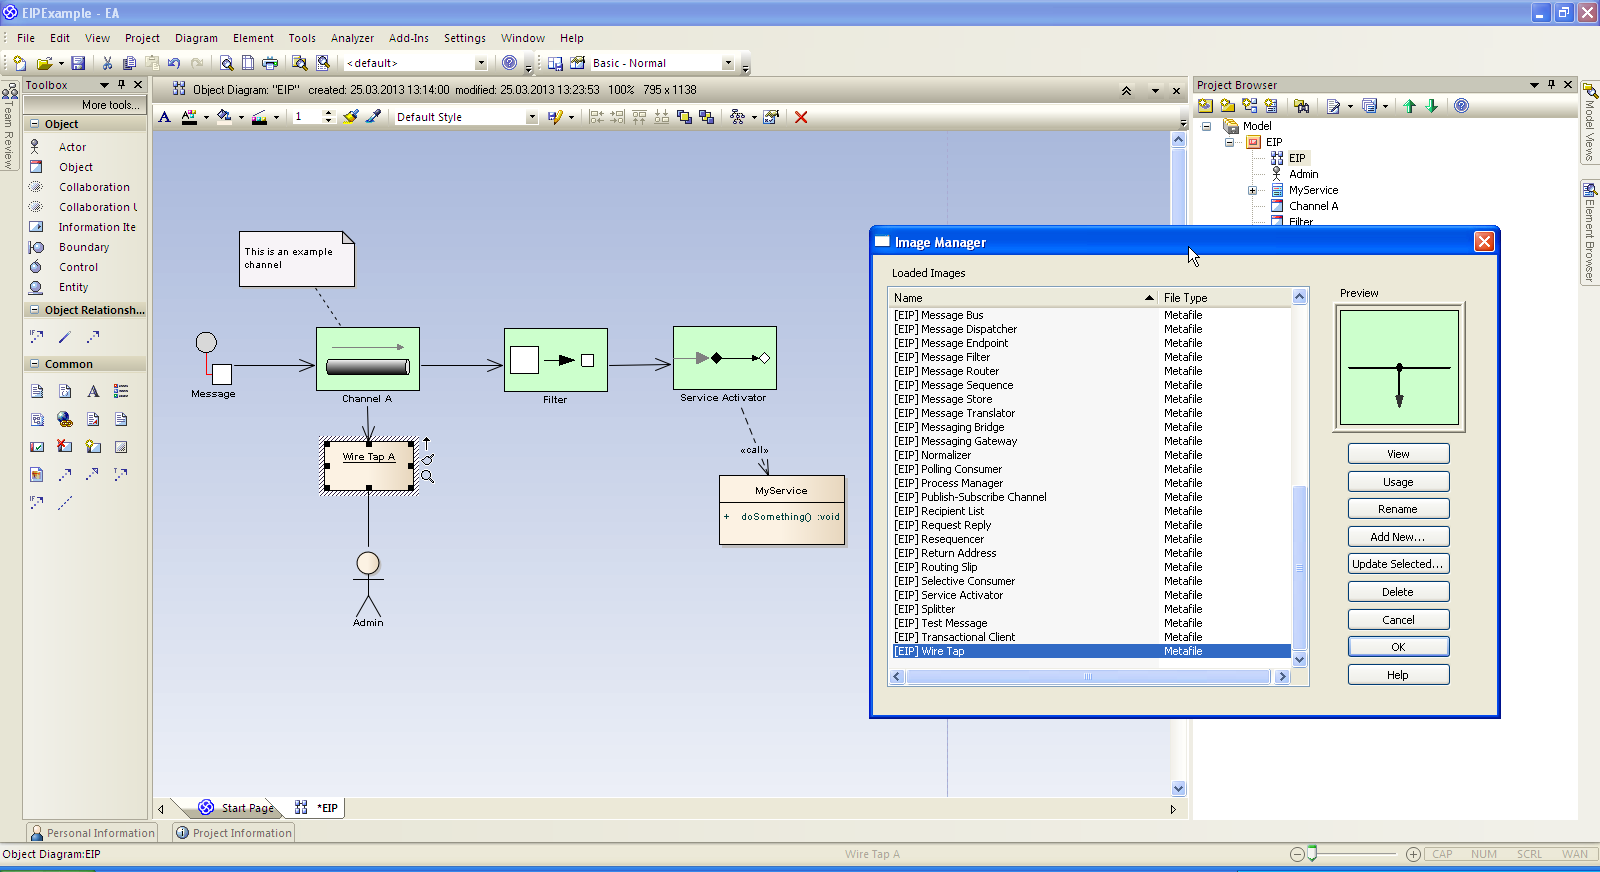 EIPExample - EA
File Edit View Project Diagram Element Tools Analyzer Add-Ins Settings Window Help
<default>
Basic - Normal
Toolbox
More tools...
Object
Actor
Object
Collaboration
Collaboration U
Information Ite
Boundary
Control
Entity
Object Relationsh...
Common
Team Review
Object Diagram: "EIP" created: 25.03.2013 13:14:00 modified: 25.03.2013 13:23:53 100% 795 x 1138
A
1
Default Style
This is an example
channel
Message
Channel A
Filter
Service Activator
Wire Tap A
«call»
MyService
+ doSomething() :void
Admin
Start Page
*EIP
Project Browser
Model
EIP
EIP
Admin
MyService
Channel A
Filter
Model Views
Element Browser
Image Manager
Loaded Images
Name File Type
[EIP] Message Bus Metafile
[EIP] Message Dispatcher Metafile
[EIP] Message Endpoint Metafile
[EIP] Message Filter Metafile
[EIP] Message Router Metafile
[EIP] Message Sequence Metafile
[EIP] Message Store Metafile
[EIP] Message Translator Metafile
[EIP] Messaging Bridge Metafile
[EIP] Messaging Gateway Metafile
[EIP] Normalizer Metafile
[EIP] Polling Consumer Metafile
[EIP] Process Manager Metafile
[EIP] Publish-Subscribe Channel Metafile
[EIP] Recipient List Metafile
[EIP] Request Reply Metafile
[EIP] Resequencer Metafile
[EIP] Return Address Metafile
[EIP] Routing Slip Metafile
[EIP] Selective Consumer Metafile
[EIP] Service Activator Metafile
[EIP] Splitter Metafile
[EIP] Test Message Metafile
[EIP] Transactional Client Metafile
[EIP] Wire Tap Metafile
Preview
View
Usage
Rename
Add New...
Update Selected...
Delete
Cancel
OK
Help
Personal Information
Project Information
Object Diagram:EIP
Wire Tap A
CAP NUM SCRL WAN